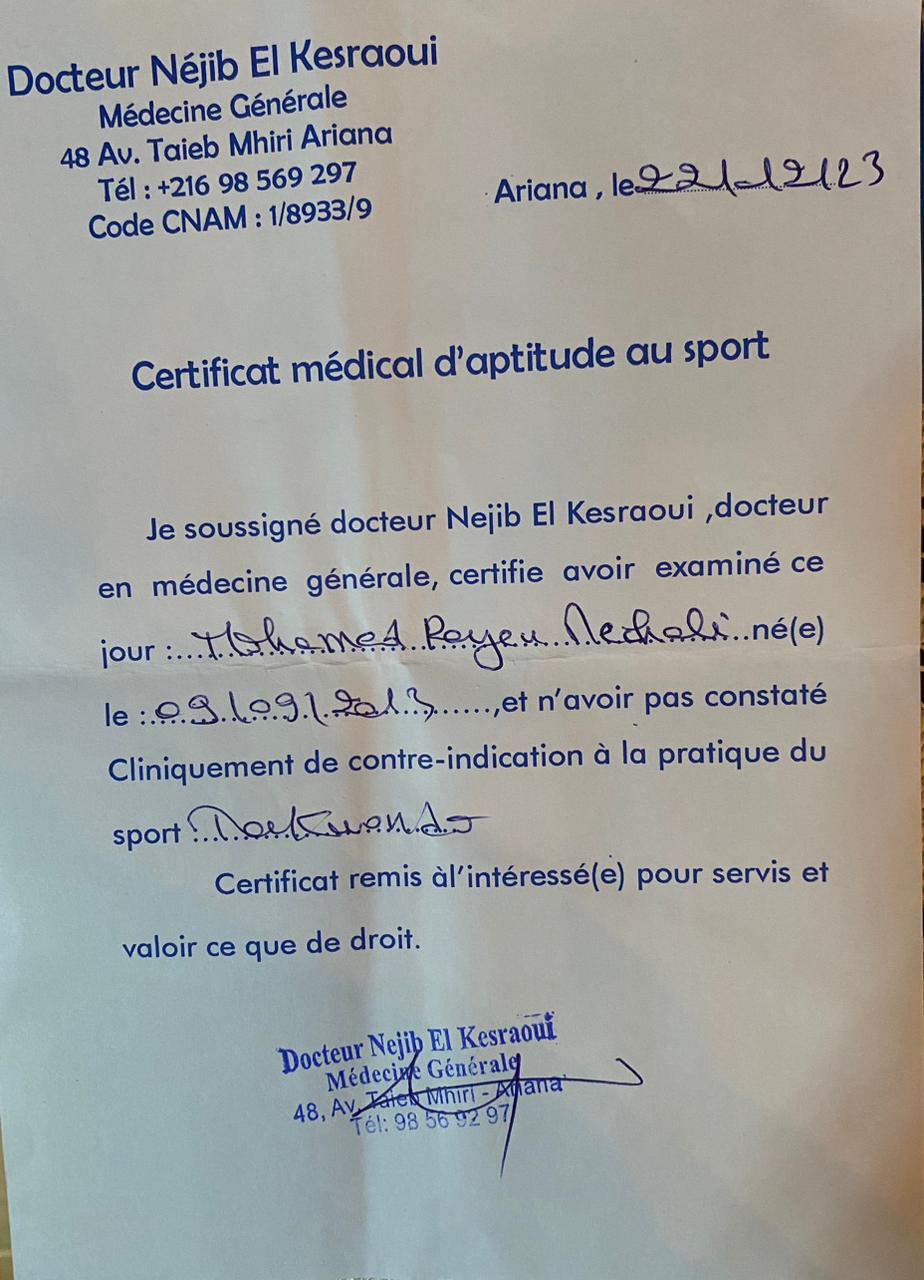 Docteur Néjib El Kesraoui
Médecine Générale
48 Av. Taieb Mhiri Ariana
Tél : +216 98 569 297
Code CNAM : 1/8933/9
Ariana , le 22/12/23
Certificat médical d'aptitude au sport
Je soussigné docteur Nejib El Kesraoui ,docteur
en médecine générale, certifie avoir examiné ce
jour :...Mohamed Rayen..né(e)
le :.09/09/2013......,et n'avoir pas constaté
Cliniquement de contre-indication à la pratique du
sport :..Taekwondo
Certificat remis àl'intéressé(e) pour servis et
valoir ce que de droit.
Docteur Nejib El Kesraoui
Médecine Générale
48, Av. Taieb Mhiri - Ariana
Tél: 98 56 92 97